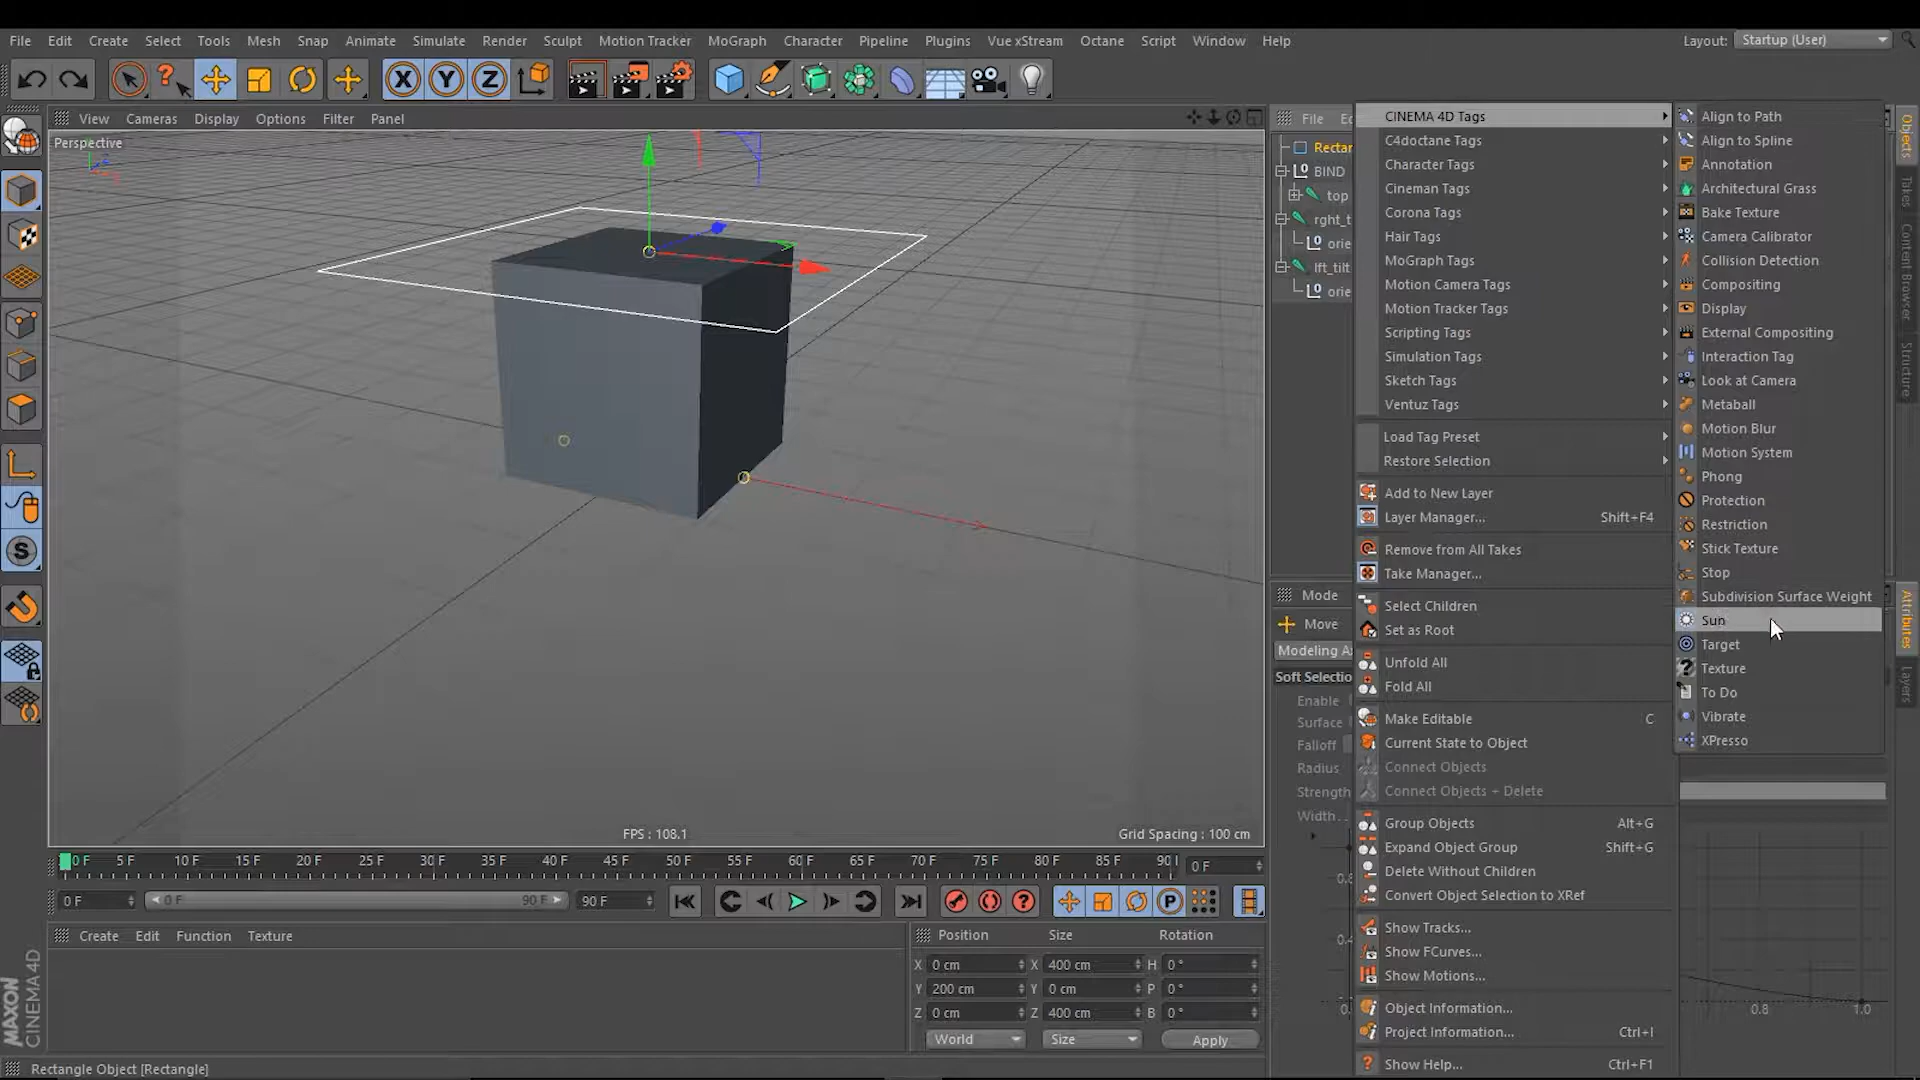 File Edit Create Select Tools Mesh Snap Animate Simulate Render Sculpt Motion Tracker MoGraph Character Pipeline Plugins Vue xStream Octane Script Window Help
Layout: Startup (User)
X Y Z
View Cameras Display Options Filter Panel
Perspective
File
Rectan
BIND
top
rght_t
orie
lft_tilt
orie
CINEMA 4D Tags
C4doctane Tags
Character Tags
Cineman Tags
Corona Tags
Hair Tags
MoGraph Tags
Motion Camera Tags
Motion Tracker Tags
Scripting Tags
Simulation Tags
Sketch Tags
Ventuz Tags
Load Tag Preset
Restore Selection
Add to New Layer
Layer Manager... Shift+F4
Remove from All Takes
Take Manager...
Select Children
Set as Root
Unfold All
Fold All
Make Editable C
Current State to Object
Connect Objects
Connect Objects + Delete
Group Objects Alt+G
Expand Object Group Shift+G
Delete Without Children
Convert Object Selection to XRef
Show Tracks...
Show FCurves...
Show Motions...
Object Information...
Project Information... Ctrl+I
Show Help... Ctrl+F1
Align to Path
Align to Spline
Annotation
Architectural Grass
Bake Texture
Camera Calibrator
Collision Detection
Compositing
Display
External Compositing
Interaction Tag
Look at Camera
Metaball
Motion Blur
Motion System
Phong
Protection
Restriction
Stick Texture
Stop
Subdivision Surface Weight
Sun
Target
Texture
To Do
Vibrate
XPresso
Objects
Takes
Content Browser
Structure
Attributes
Layers
Mode
Move
Modeling Ax
Soft Selectio
Enable
Surface
Falloff
Radius
Strength
Width..
0.8 1.0
FPS : 108.1
Grid Spacing : 100 cm
0 F 5 F 10 F 15 F 20 F 25 F 30 F 35 F 40 F 45 F 50 F 55 F 60 F 65 F 70 F 75 F 80 F 85 F 90 0 F
0 F 0 F 90 F 90 F
Create Edit Function Texture
Position Size Rotation
X 0 cm X 400 cm H 0 °
Y 200 cm Y 0 cm P 0 °
Z 0 cm Z 400 cm B 0 °
World Size Apply
MAXON
CINEMA 4D
Rectangle Object [Rectangle]